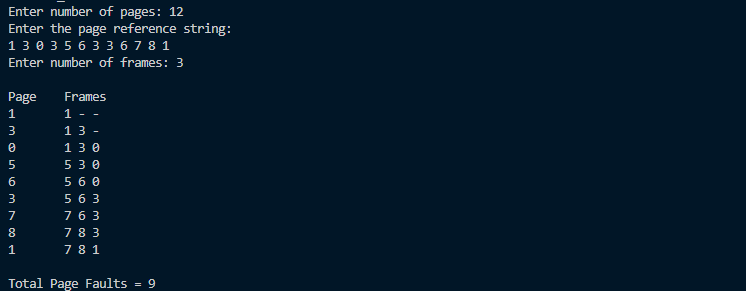 Enter number of pages: 12
Enter the page reference string:
1 3 0 3 5 6 3 3 6 7 8 1
Enter number of frames: 3
Page Frames
1 1 - -
3 1 3 -
0 1 3 0
5 5 3 0
6 5 6 0
3 5 6 3
7 7 6 3
8 7 8 3
1 7 8 1
Total Page Faults = 9